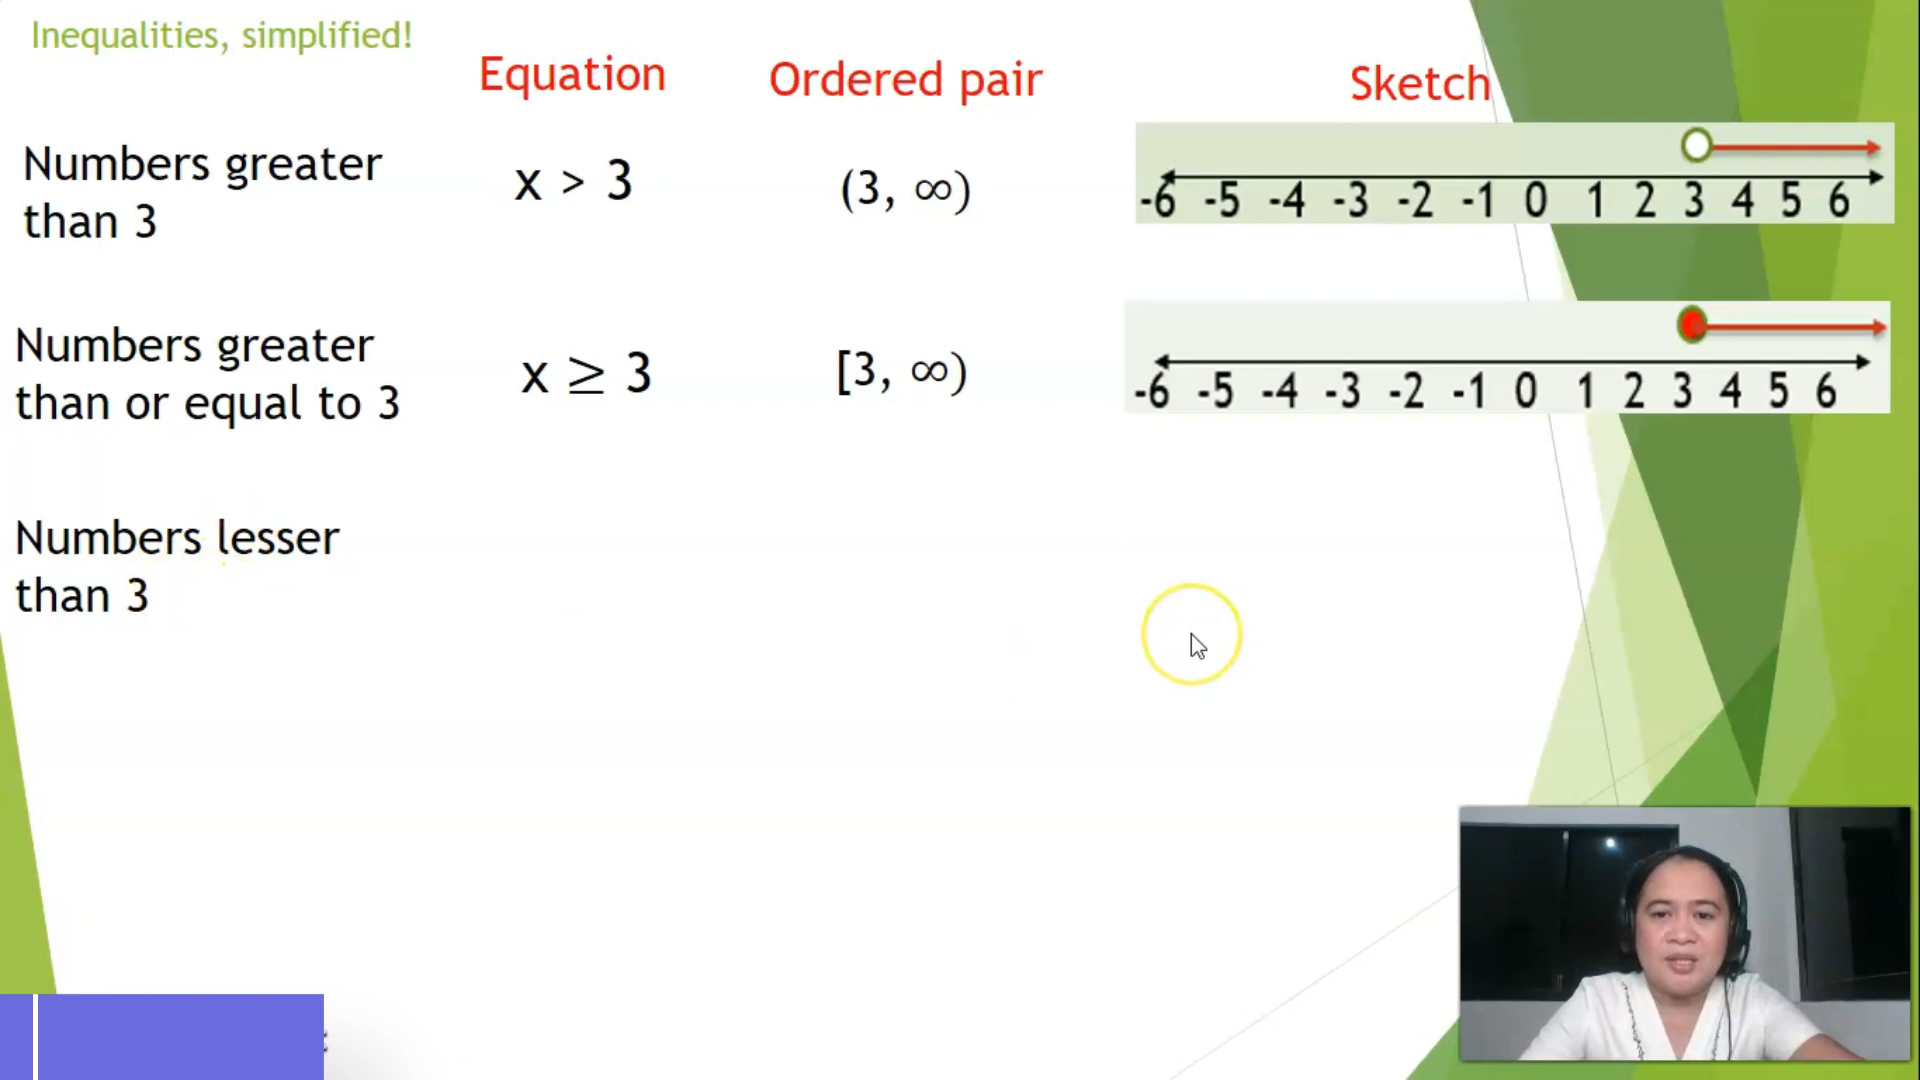 Inequalities, simplified!
Equation
Ordered pair
Sketch
Numbers greater
than 3
x > 3
(3, ∞)
-6 -5 -4 -3 -2 -1 0 1 2 3 4 5 6
Numbers greater
than or equal to 3
x ≥ 3
[3, ∞)
-6 -5 -4 -3 -2 -1 0 1 2 3 4 5 6
Numbers lesser
than 3